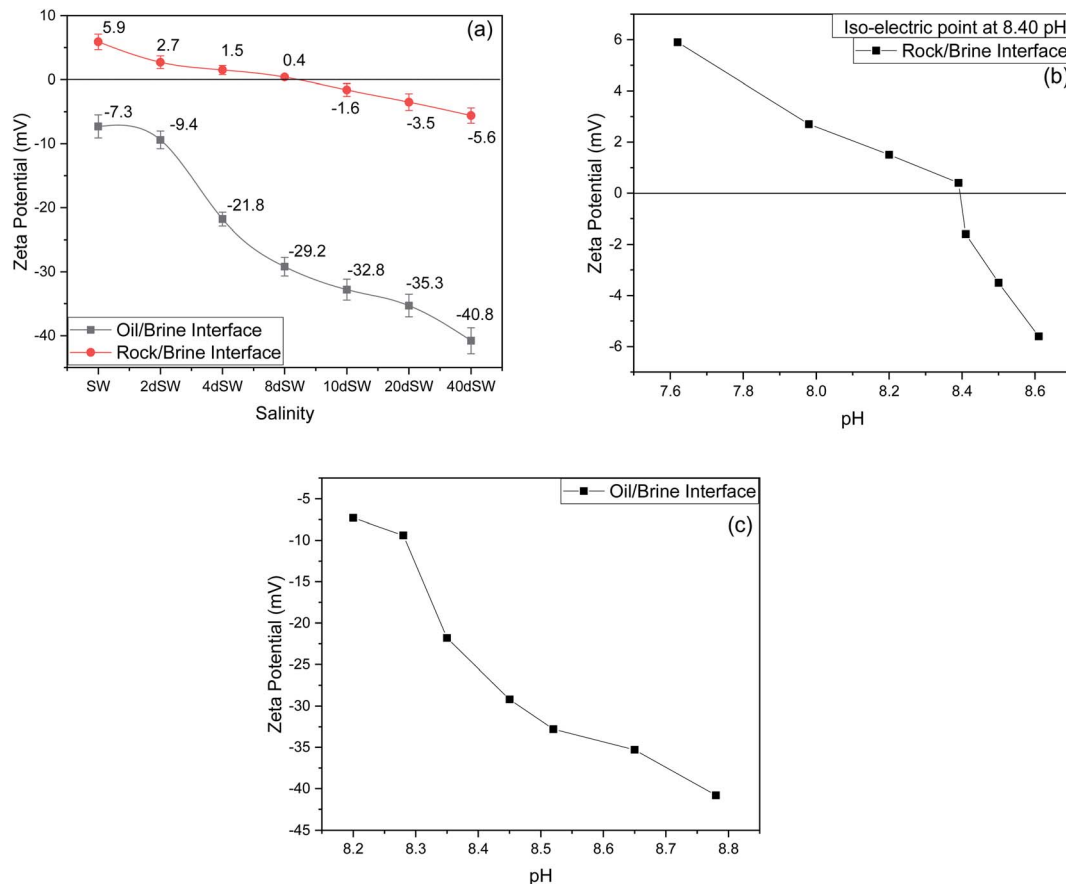 (a)
10
0
-10
-20
-30
-40
Zeta Potential (mV)
5.9
2.7
1.5
0.4
-1.6
-3.5
-5.6
-7.3
-9.4
-21.8
-29.2
-32.8
-35.3
-40.8
Oil/Brine Interface
Rock/Brine Interface
SW
2dSW
4dSW
8dSW
10dSW
20dSW
40dSW
Salinity
Iso-electric point at 8.40 pH
Rock/Brine Interface
(b)
6
4
2
0
-2
-4
-6
Zeta Potential (mV)
7.6
7.8
8.0
8.2
8.4
8.6
pH
Oil/Brine Interface
(c)
-5
-10
-15
-20
-25
-30
-35
-40
-45
Zeta Potential (mV)
8.2
8.3
8.4
8.5
8.6
8.7
8.8
pH